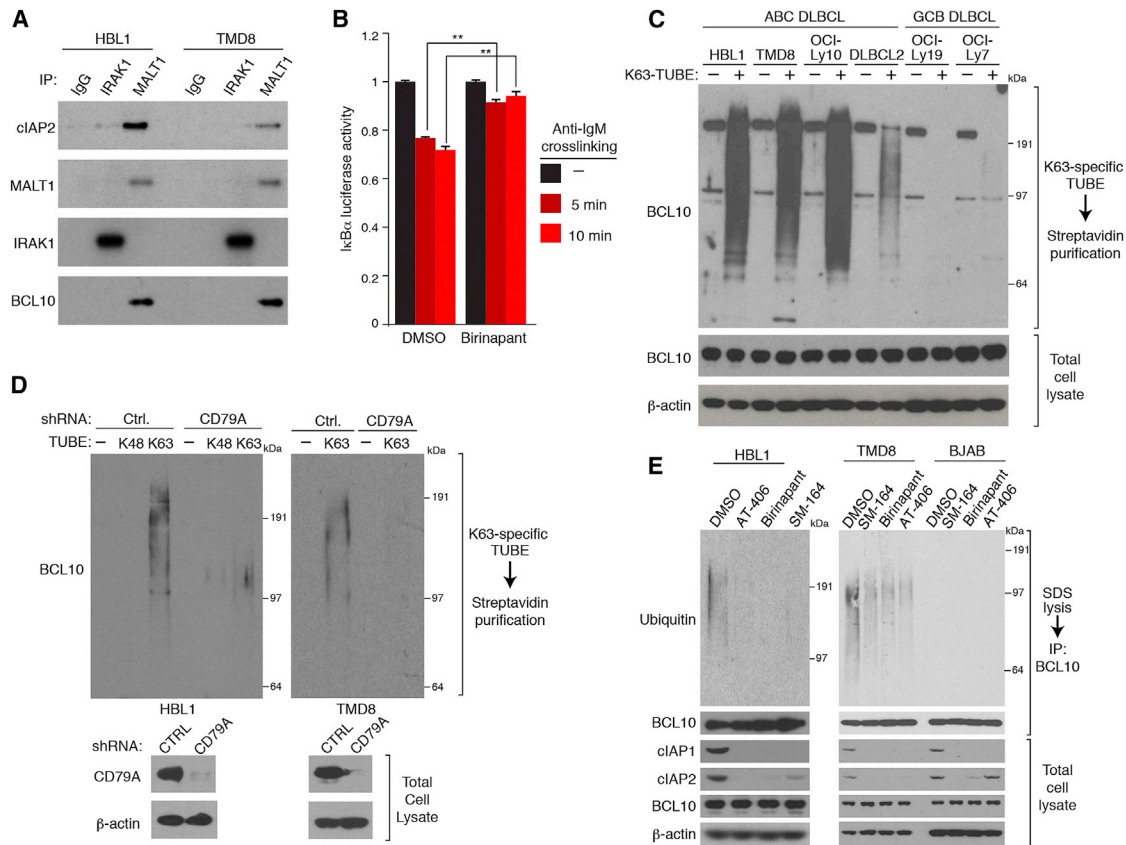 A
HBL1 TMD8
IP: IgG IRAK1 MALT1 IgG IRAK1 MALT1
cIAP2
MALT1
IRAK1
BCL10
B
IκBα luciferase activity
1.2
1
0.8
0.6
0.4
0.2
0
** **
DMSO Birinapant
Anti-IgM
crosslinking
–
5 min
10 min
C
ABC DLBCL GCB DLBCL
HBL1 TMD8 OCI-Ly10 DLBCL2 OCI-Ly19 OCI-Ly7
K63-TUBE: – + – + – + – + – + – + kDa
191
97
64
BCL10
K63-specific
TUBE
Streptavidin
purification
BCL10
β-actin
Total
cell
lysate
D
shRNA: Ctrl. CD79A Ctrl. CD79A
TUBE: – K48 K63 – K48 K63 kDa – K63 – K63 kDa
BCL10
191
97
64
191
97
64
K63-specific
TUBE
Streptavidin
purification
HBL1 TMD8
shRNA: CTRL CD79A CTRL CD79A
CD79A
β-actin
Total
Cell
Lysate
E
HBL1 TMD8 BJAB
DMSO AT-406 Birinapant SM-164 kDa DMSO SM-164 Birinapant AT-406 DMSO SM-164 Birinapant AT-406 kDa
Ubiquitin
191
97
191
97
64
SDS
lysis
IP:
BCL10
BCL10
cIAP1
cIAP2
BCL10
β-actin
Total
cell
lysate